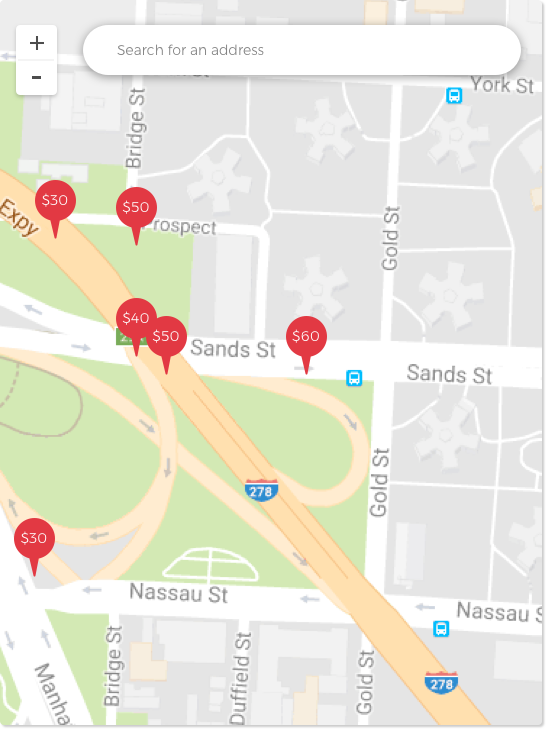 +
Search for an address
-
York St
Bridge St
$30
$50
Expy
Prospect
Gold St
$40
$50
$60
Sands St
Sands St
Gold St
278
$30
Nassau St
Nassau S
Bridge St
Duffield St
Gold St
Manha
278